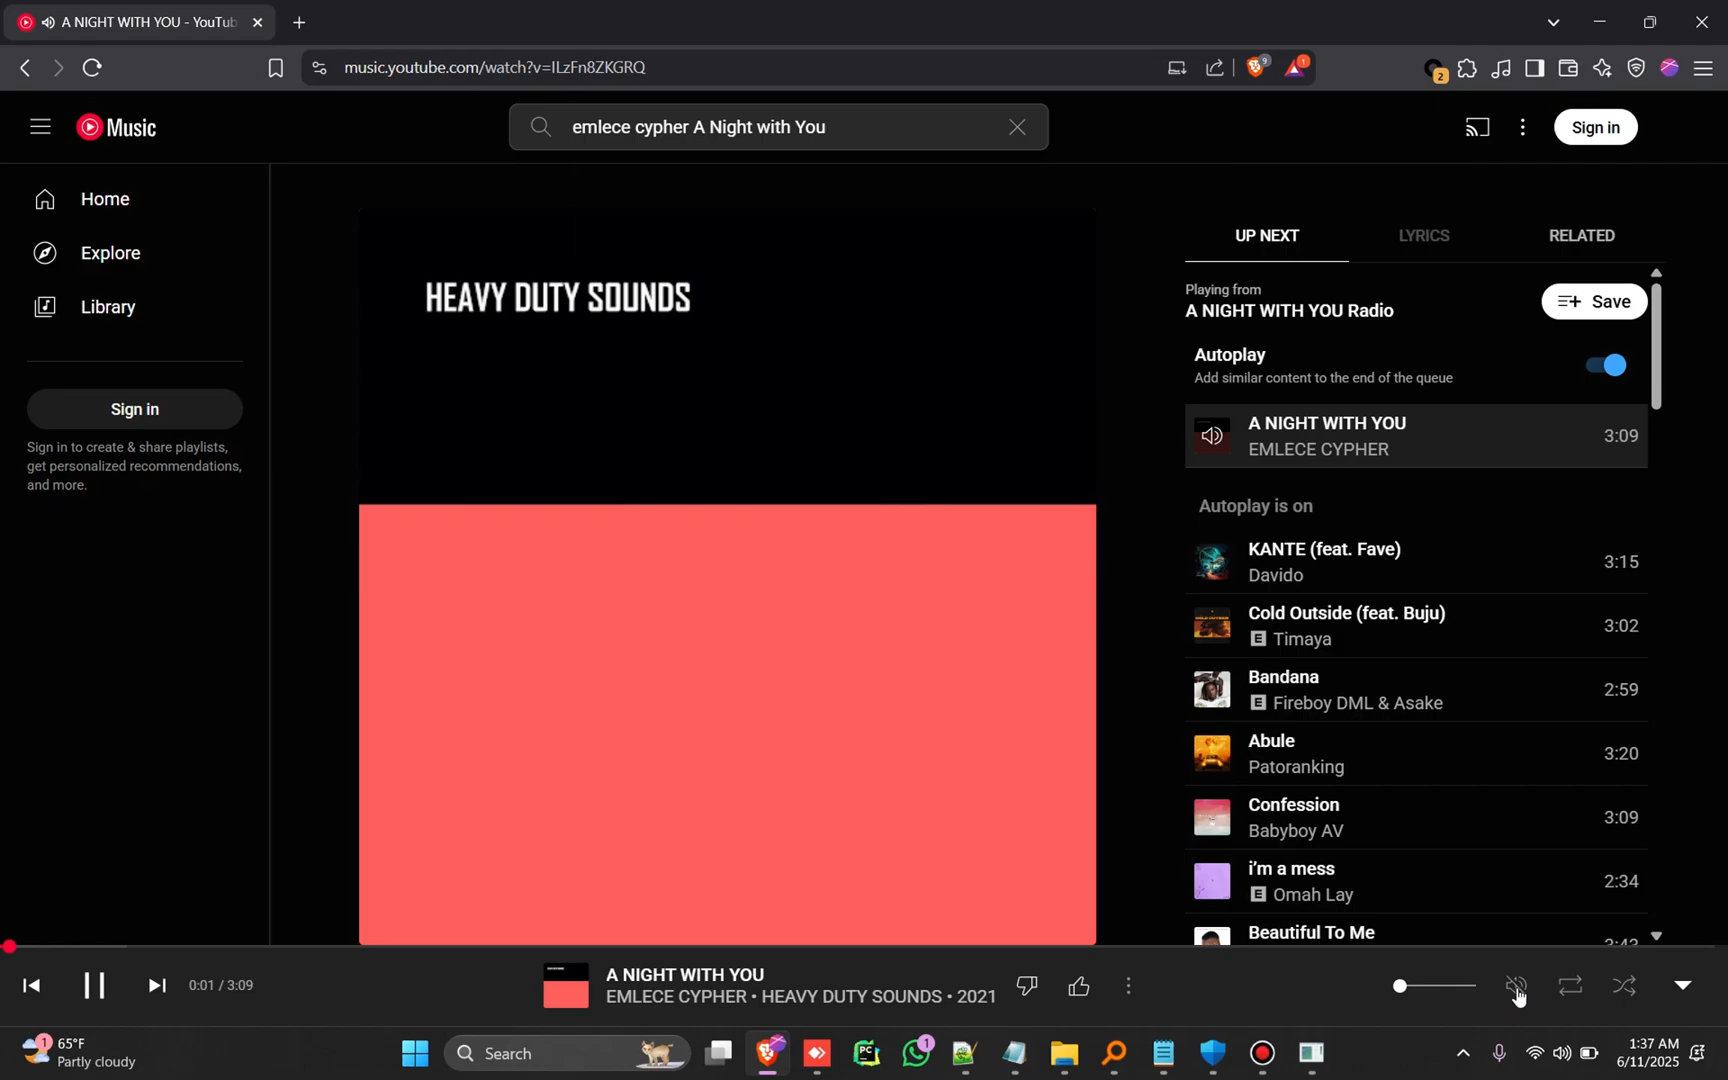 A NIGHT WITH YOU - YouTub
music.youtube.com/watch?v=ILzFn8ZKGRQ
9
1
2
Music
emlece cypher A Night with You
Sign in
Home
Explore
Library
Sign in
Sign in to create & share playlists,
get personalized recommendations,
and more.
HEAVY DUTY SOUNDS
UP NEXT
LYRICS
RELATED
Playing from
A NIGHT WITH YOU Radio
Save
Autoplay
Add similar content to the end of the queue
A NIGHT WITH YOU
EMLECE CYPHER
3:09
Autoplay is on
KANTE (feat. Fave)
Davido
3:15
Cold Outside (feat. Buju)
E Timaya
3:02
Bandana
E Fireboy DML & Asake
2:59
Abule
Patoranking
3:20
Confession
Babyboy AV
3:09
i'm a mess
E Omah Lay
2:34
Beautiful To Me
0:01 / 3:09
A NIGHT WITH YOU
EMLECE CYPHER • HEAVY DUTY SOUNDS • 2021
1
65°F
Partly cloudy
Search
PC
1
1:37 AM
6/11/2025